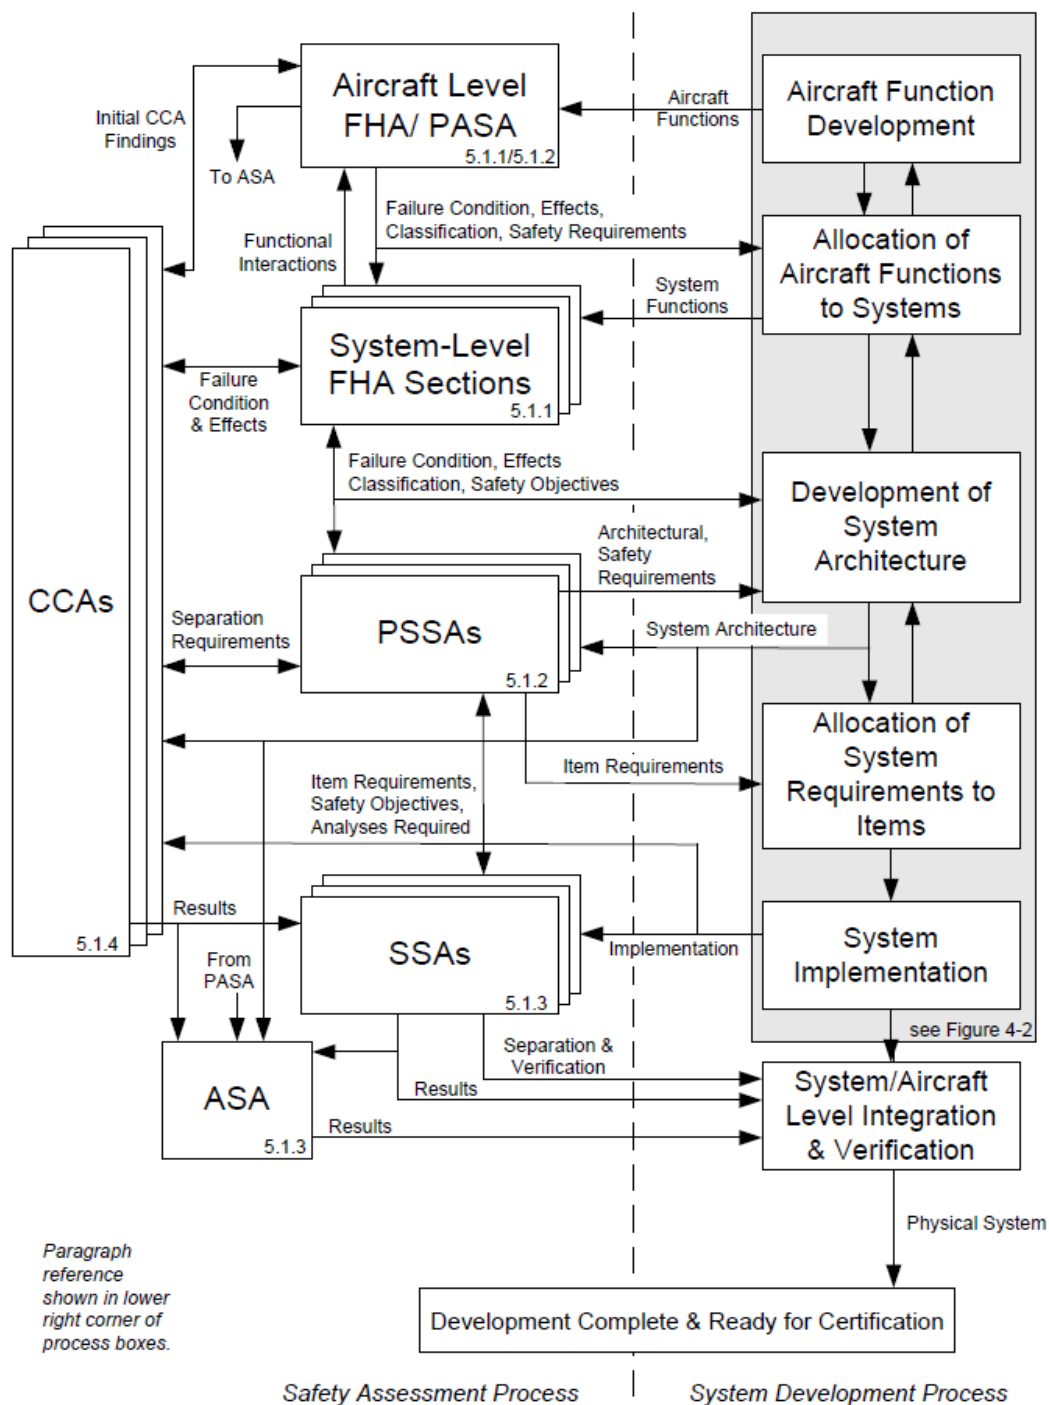 Aircraft Level
FHA/ PASA
5.1.1/5.1.2
Aircraft
Functions
Aircraft Function
Development
Initial CCA
Findings
To ASA
Failure Condition, Effects,
Classification, Safety Requirements
Functional
Interactions
Allocation of
Aircraft Functions
to Systems
System
Functions
System-Level
FHA Sections
5.1.1
Failure
Condition
& Effects
Failure Condition, Effects
Classification, Safety Objectives
Development of
System
Architecture
Architectural,
Safety
Requirements
CCAs
5.1.4
Separation
Requirements
PSSAs
5.1.2
System Architecture
Allocation of
System
Requirements to
Items
Item Requirements
Item Requirements,
Safety Objectives,
Analyses Required
Results
From
PASA
SSAs
5.1.3
Implementation
System
Implementation
see Figure 4-2
Separation &
Verification
Results
ASA
5.1.3
Results
System/Aircraft
Level Integration
& Verification
Physical System
Paragraph
reference
shown in lower
right corner of
process boxes.
Development Complete & Ready for Certification
Safety Assessment Process
System Development Process